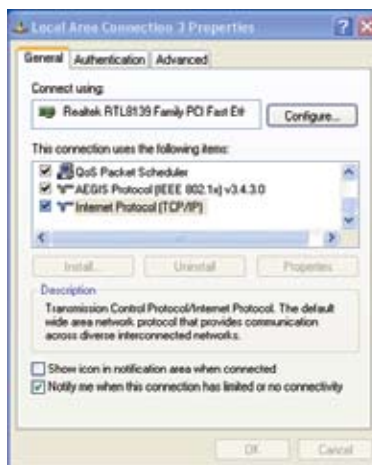 Local Area Connection 3 Properties
General Authentication Advanced
Connect using:
Realtek RTL8139 Family PCI Fast Eth
Configure...
This connection uses the following items:
QoS Packet Scheduler
AEGIS Protocol (IEEE 802.1x) v3.4.3.0
Internet Protocol (TCP/IP)
Install... Uninstall Properties
Description
Transmission Control Protocol/Internet Protocol. The default
wide area network protocol that provides communication
across diverse interconnected networks.
Show icon in notification area when connected
Notify me when this connection has limited or no connectivity
OK Cancel